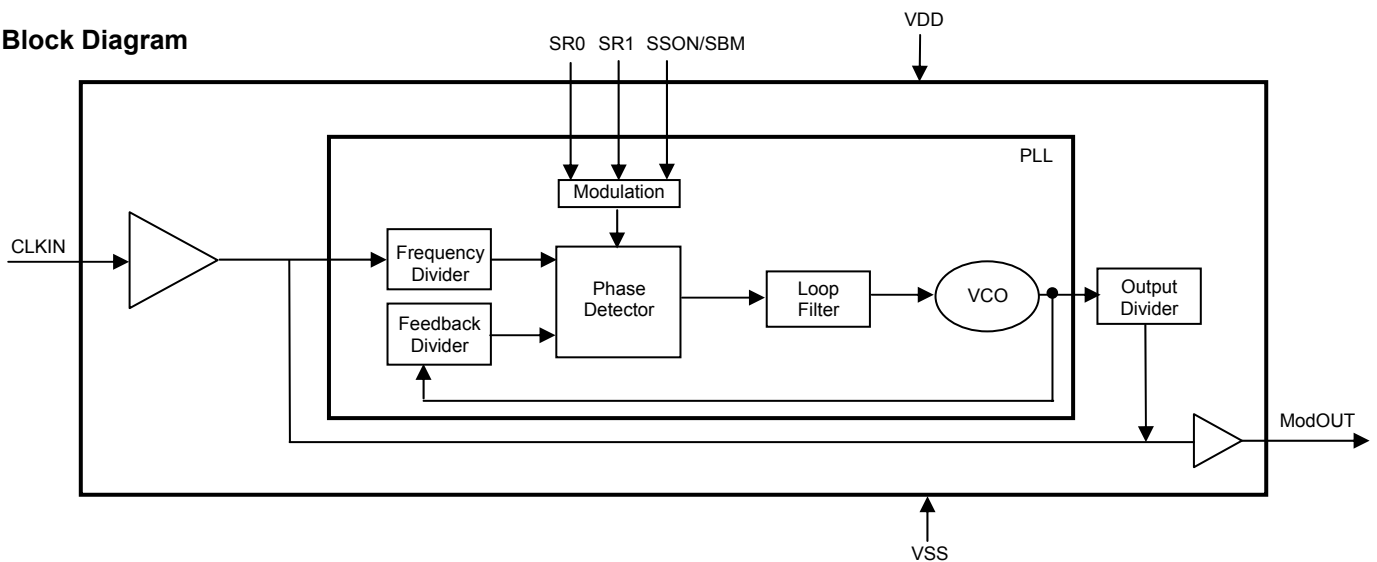 VDD
Block Diagram
SR0 SR1 SSON/SBM
PLL
Modulation
CLKIN
Frequency
Divider
Phase
Detector
Loop
Filter
VCO
Output
Divider
Feedback
Divider
ModOUT
VSS